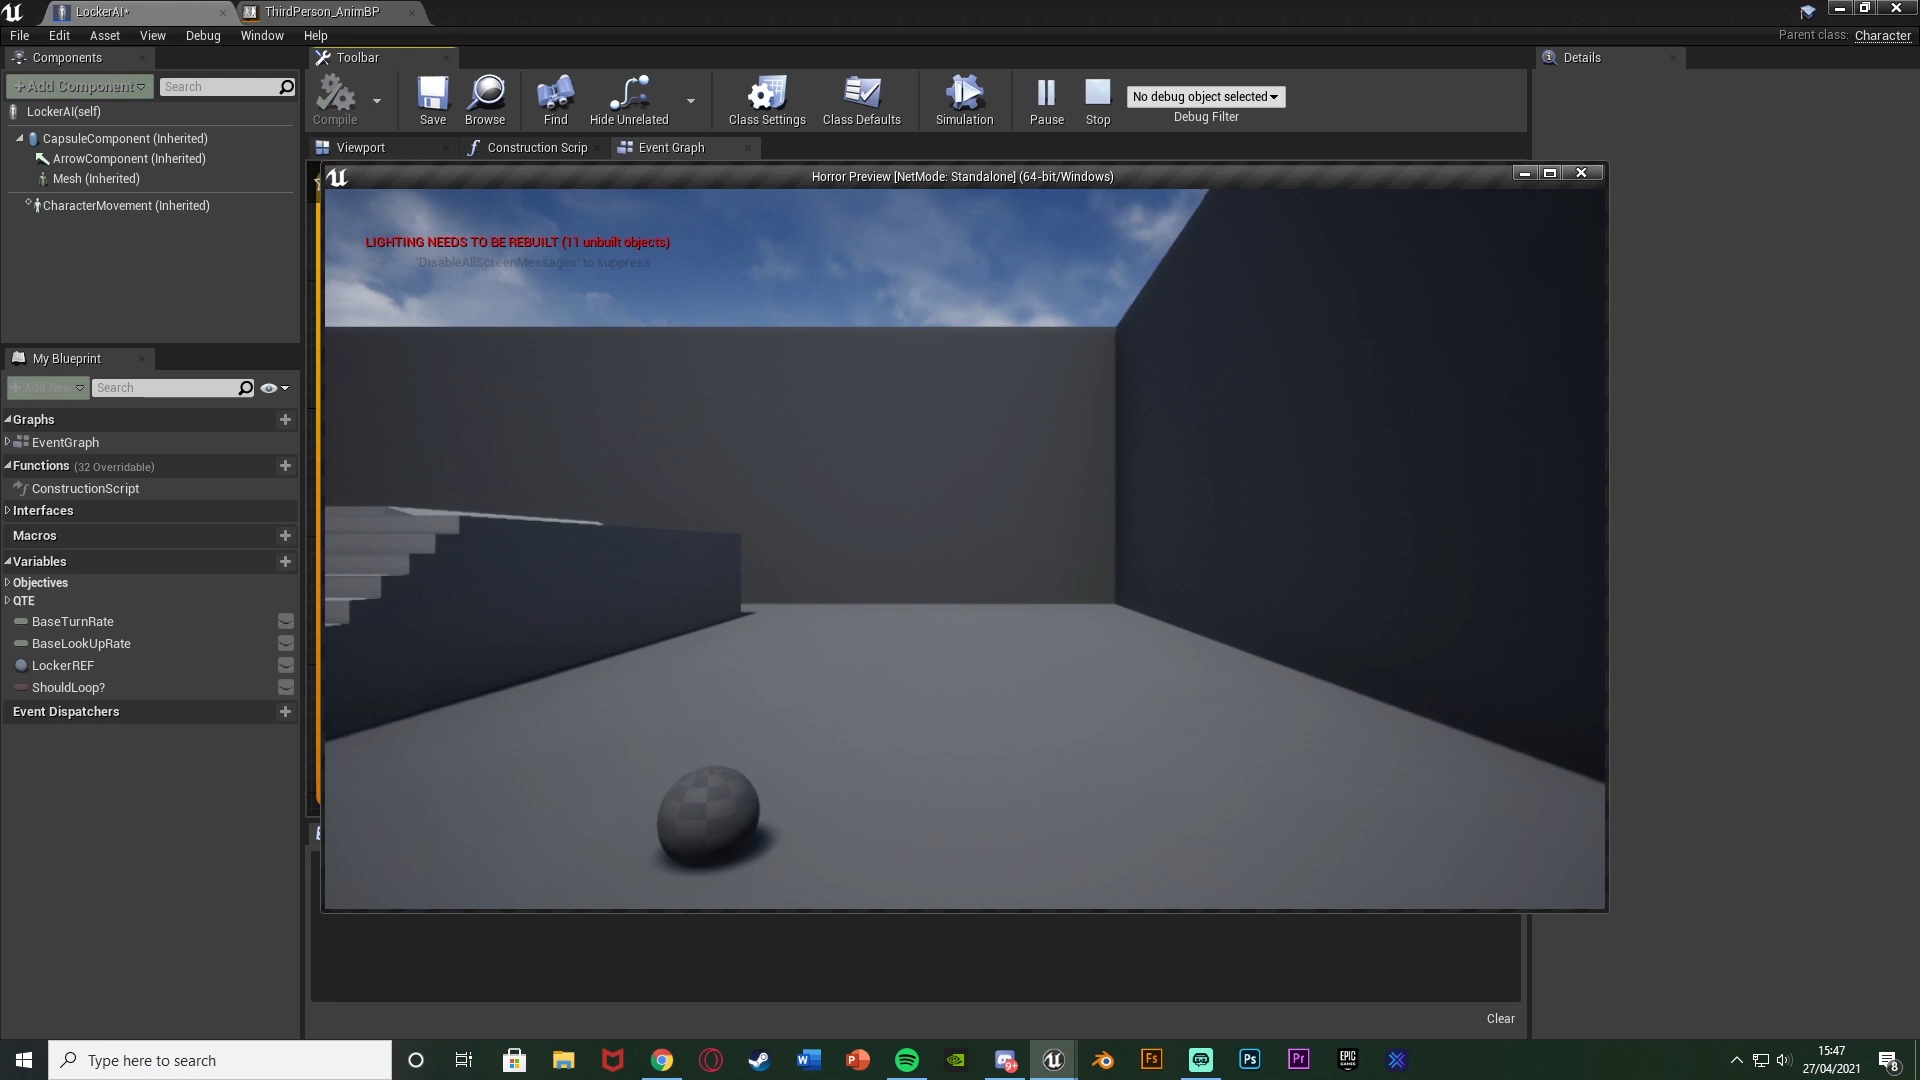 LockerAI*
ThirdPerson_AnimBP
File Edit Asset View Debug Window Help
Parent class: Character
Components
Toolbar
Details
+Add Component
Search
Compile
Save
Browse
Find
Hide Unrelated
Class Settings
Class Defaults
Simulation
Pause
Stop
No debug object selected
Debug Filter
LockerAI(self)
CapsuleComponent (Inherited)
ArrowComponent (Inherited)
Mesh (Inherited)
CharacterMovement (Inherited)
Viewport
Construction Scrip
Event Graph
Horror Preview [NetMode: Standalone] (64-bit/Windows)
LIGHTING NEEDS TO BE REBUILT (11 unbuilt objects)
'DisableAllScreenMessages' to suppress
My Blueprint
+Add New
Search
Graphs
EventGraph
Functions (32 Overridable)
ConstructionScript
Interfaces
Macros
Variables
Objectives
QTE
BaseTurnRate
BaseLookUpRate
LockerREF
ShouldLoop?
Event Dispatchers
Clear
Type here to search
15:47
27/04/2021